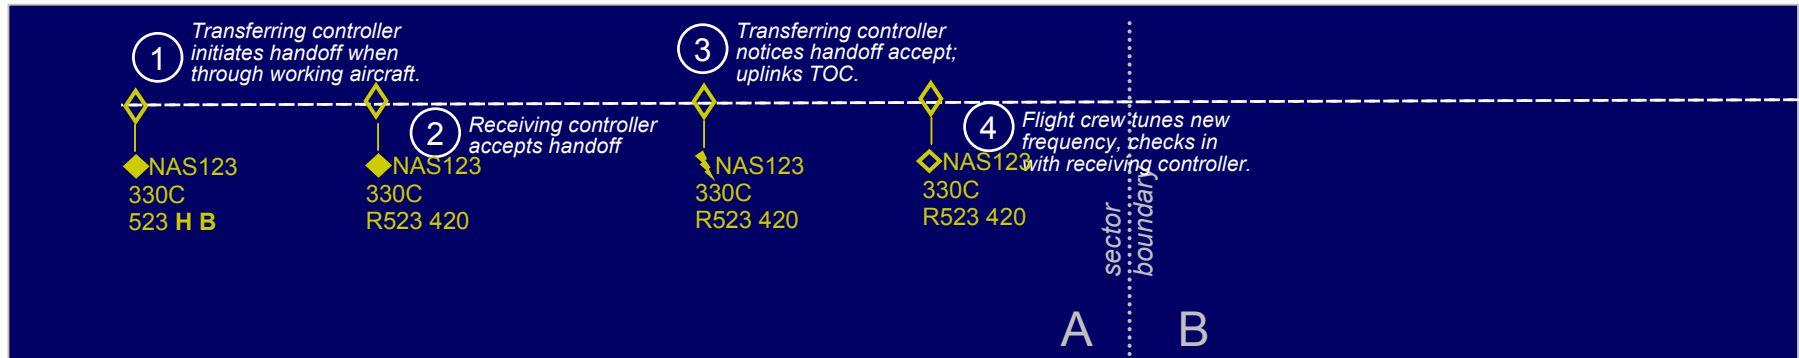 1
Transferring controller
initiates handoff when
through working aircraft.
2
Receiving controller
accepts handoff
3
Transferring controller
notices handoff accept;
uplinks TOC.
4
Flight crew tunes new
frequency, checks in
with receiving controller.
NAS123
330C
523 H B
NAS123
330C
R523 420
NAS123
330C
R523 420
NAS123
330C
R523 420
sector
boundary
A
B